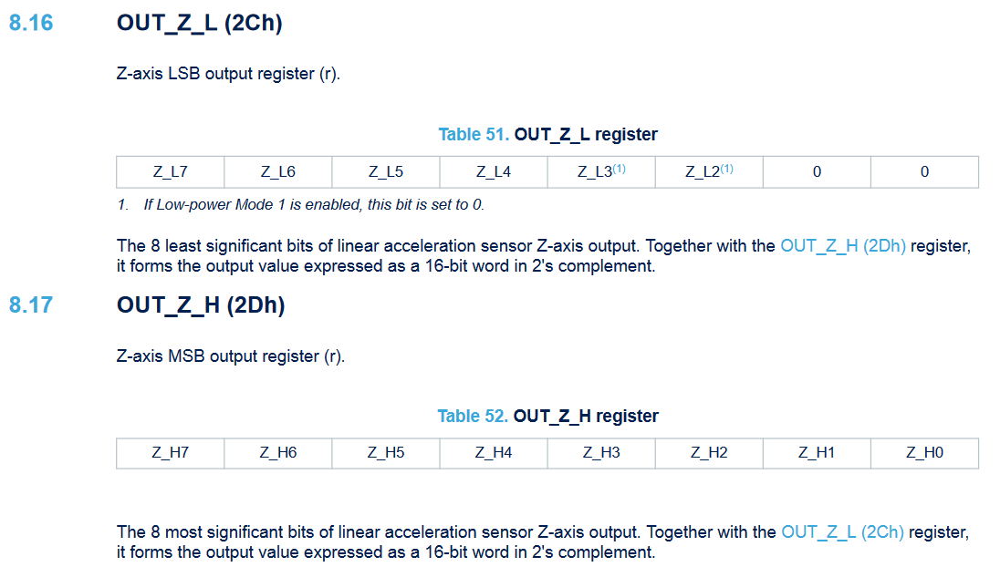 8.16 OUT_Z_L (2Ch)
Z-axis LSB output register (r).
Table 51. OUT_Z_L register
Z_L7 Z_L6 Z_L5 Z_L4 Z_L3(1) Z_L2(1) 0 0
1. If Low-power Mode 1 is enabled, this bit is set to 0.
The 8 least significant bits of linear acceleration sensor Z-axis output. Together with the OUT_Z_H (2Dh) register,
it forms the output value expressed as a 16-bit word in 2's complement.
8.17 OUT_Z_H (2Dh)
Z-axis MSB output register (r).
Table 52. OUT_Z_H register
Z_H7 Z_H6 Z_H5 Z_H4 Z_H3 Z_H2 Z_H1 Z_H0
The 8 most significant bits of linear acceleration sensor Z-axis output. Together with the OUT_Z_L (2Ch) register,
it forms the output value expressed as a 16-bit word in 2's complement.